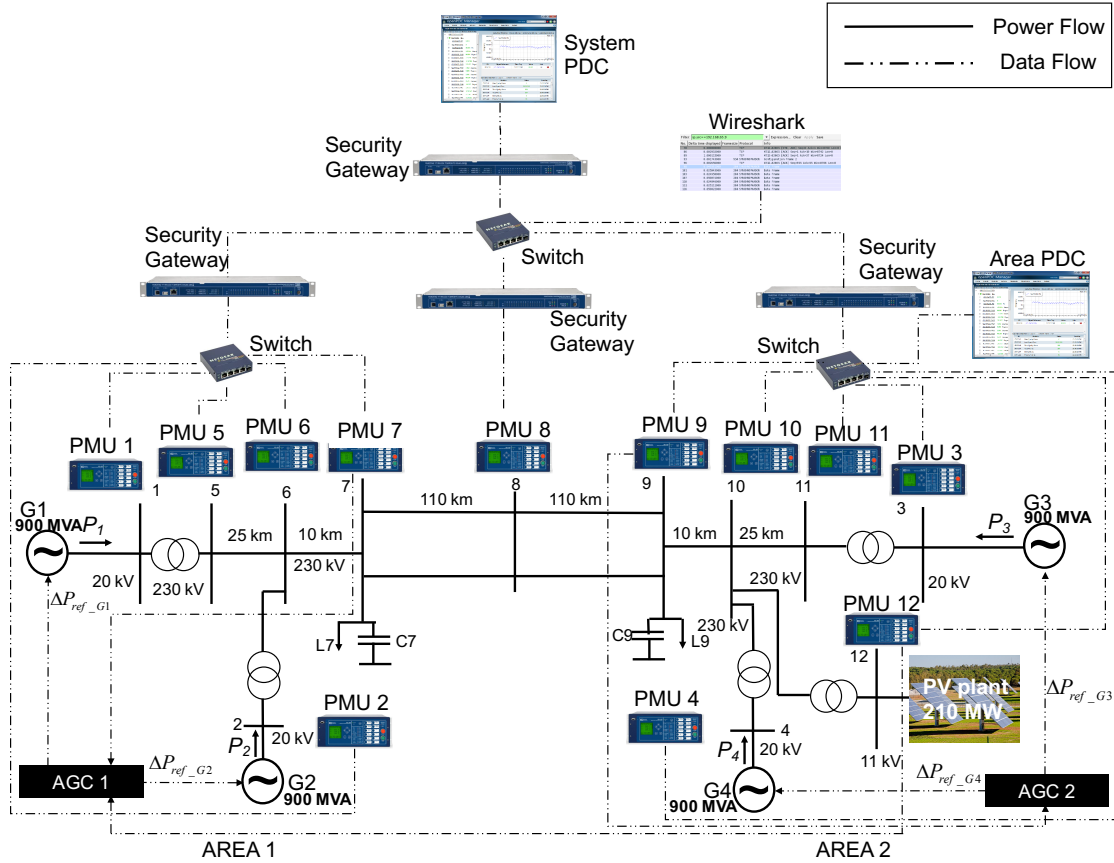 Power Flow
Data Flow
System
PDC
Wireshark
Security
Gateway
Switch
Security
Gateway
Security
Gateway
Security
Gateway
Area PDC
Switch
Switch
PMU 1
PMU 5
PMU 6
PMU 7
PMU 8
PMU 9
PMU 10
PMU 11
PMU 3
1
5
6
7
8
9
10
11
3
G1
900 MVA
P1
25 km
10 km
110 km
110 km
10 km
25 km
P3
G3
900 MVA
20 kV
230 kV
230 kV
230 kV
230 kV
20 kV
ΔPref_G1
L7
C7
C9
L9
PMU 12
12
PV plant
210 MW
ΔPref_G3
PMU 2
2
20 kV
P2
PMU 4
4
20 kV
P4
11 kV
AGC 1
ΔPref_G2
G2
900 MVA
G4
900 MVA
ΔPref_G4
AGC 2
AREA 1
AREA 2